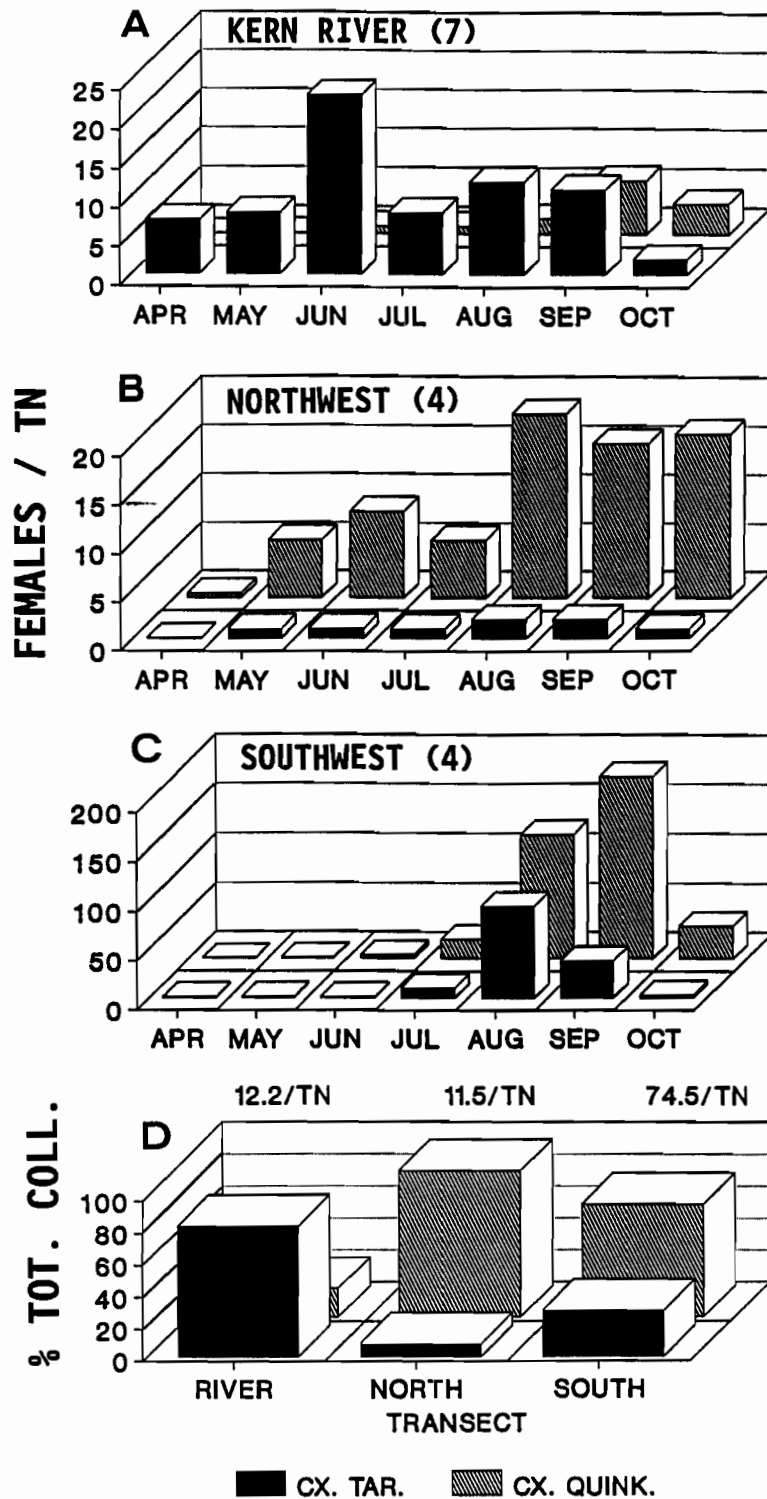 A
KERN RIVER (7)
25
20
15
10
5
0
APR MAY JUN JUL AUG SEP OCT
B
NORTHWEST (4)
FEMALES / TN
20
15
10
5
0
APR MAY JUN JUL AUG SEP OCT
C
SOUTHWEST (4)
200
150
100
50
0
APR MAY JUN JUL AUG SEP OCT
12.2/TN 11.5/TN 74.5/TN
D
% TOT. COLL.
100
80
60
40
20
0
RIVER NORTH SOUTH
TRANSECT
CX. TAR. CX. QUINK.